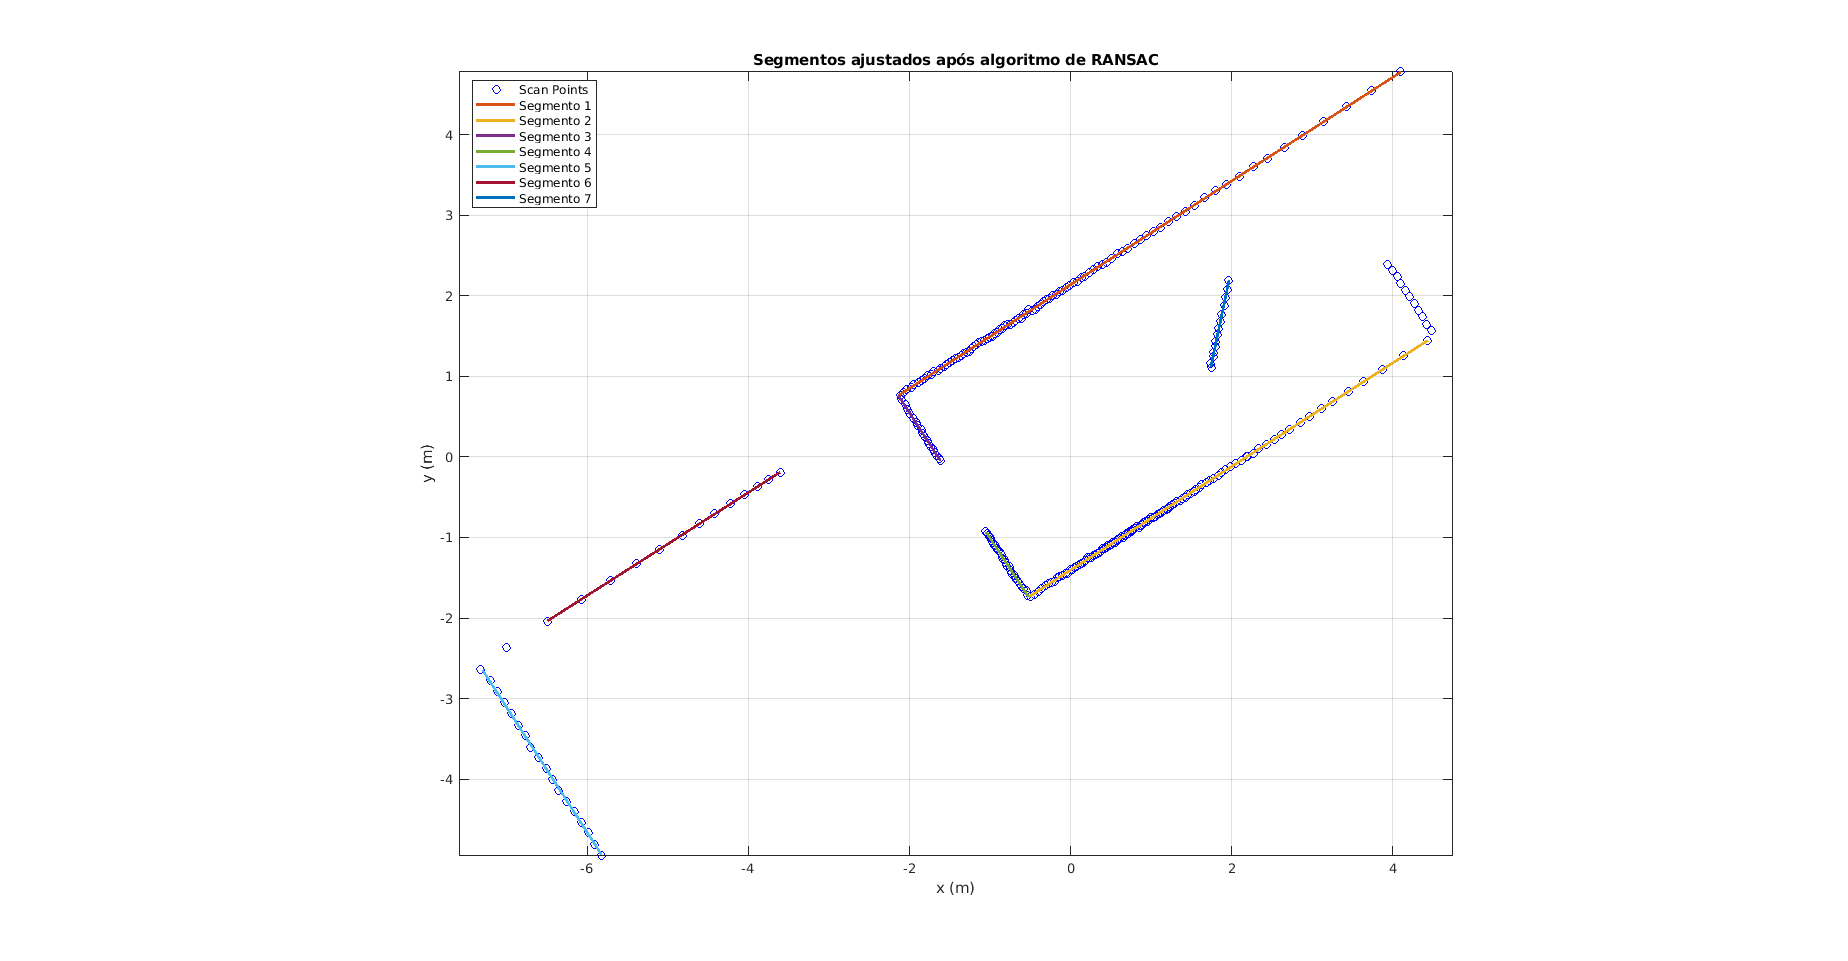 Segmentos ajustados após algoritmo de RANSAC
Scan Points
Segmento 1
Segmento 2
Segmento 3
Segmento 4
Segmento 5
Segmento 6
Segmento 7
4
3
2
1
0
-1
-2
-3
-4
y (m)
-6 -4 -2 0 2 4
x (m)